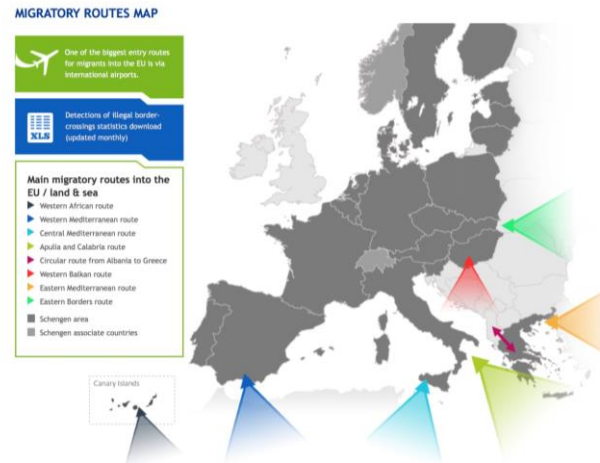 MIGRATORY ROUTES MAP
One of the biggest entry routes
for migrants into the EU is via
international airports.
XLS
Detections of illegal border-
crossings statistics download
(updated monthly)
Main migratory routes into the
EU / land & sea
Western African route
Western Mediterranean route
Central Mediterranean route
Apulia and Calabria route
Circular route from Albania to Greece
Western Balkan route
Eastern Mediterranean route
Eastern Borders route
Schengen area
Schengen associate countries
Canary Islands